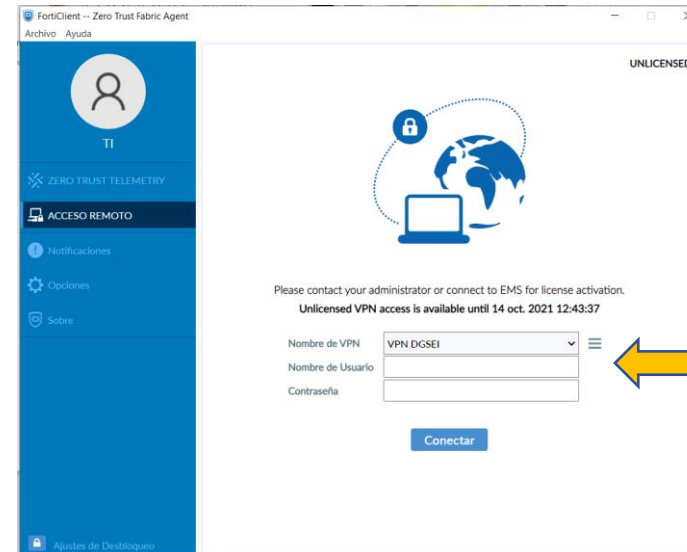 FortiClient -- Zero Trust Fabric Agent
Archivo Ayuda
UNLICENSED
TI
ZERO TRUST TELEMETRY
ACCESO REMOTO
Notificaciones
Opciones
Sobre
Please contact your administrator or connect to EMS for license activation.
Unlicensed VPN access is available until 14 oct. 2021 12:43:37
Nombre de VPN VPN DGSEI
Nombre de Usuario
Contraseña
Conectar
Ajustes de Desbloqueo